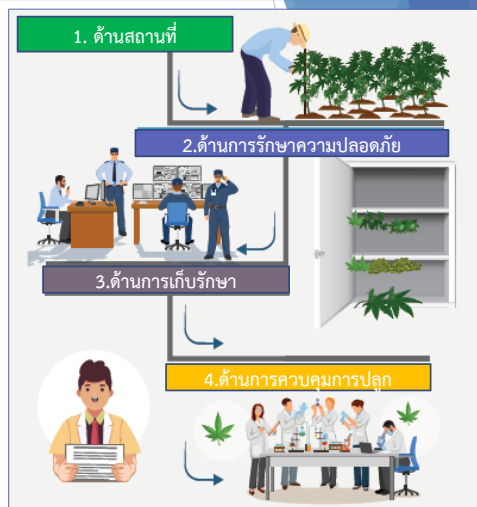 1. ด้านสถานที่
2.ด้านการรักษาความปลอดภัย
3.ด้านการเก็บรักษา
4.ด้านการควบคุมการปลูก